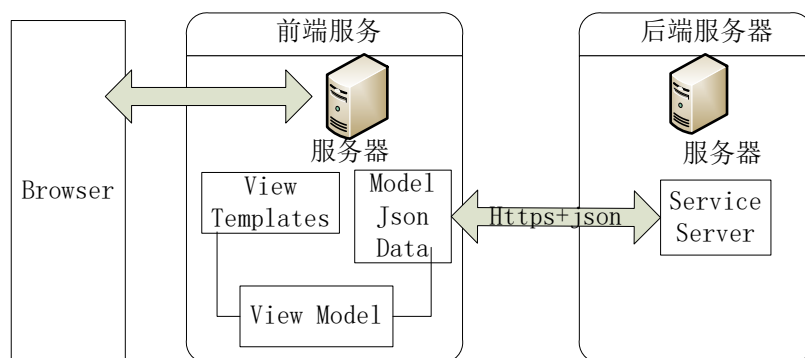 前端服务
后端服务器
服务器
服务器
Browser
View
Templates
Model
Json
Data
Https+json
Service
Server
View Model